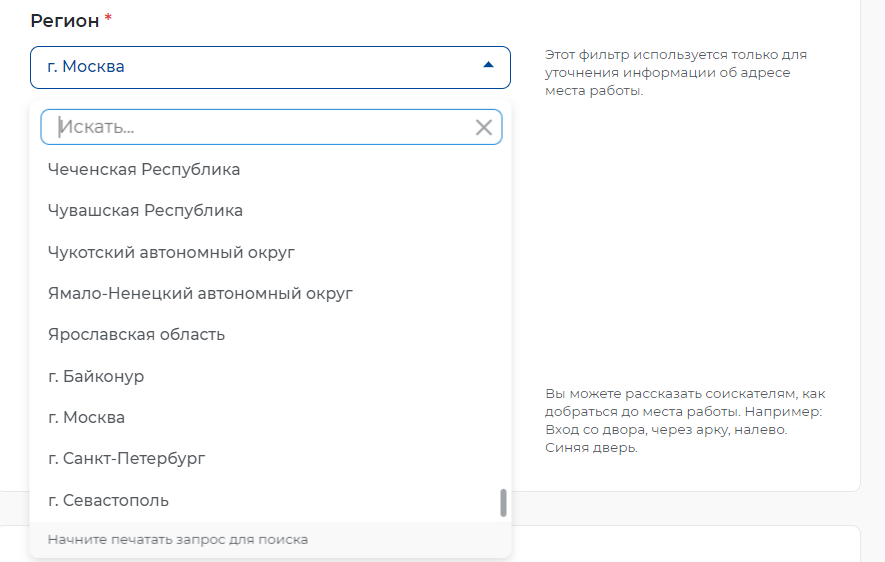 Регион *
г. Москва
Этот фильтр используется только для
уточнения информации об адресе
места работы.
Искать...
Чеченская Республика
Чувашская Республика
Чукотский автономный округ
Ямало-Ненецкий автономный округ
Ярославская область
г. Байконур
г. Москва
г. Санкт-Петербург
г. Севастополь
Начните печатать запрос для поиска
Вы можете рассказать соискателям, как
добраться до места работы. Например:
Вход со двора, через арку, налево.
Синяя дверь.